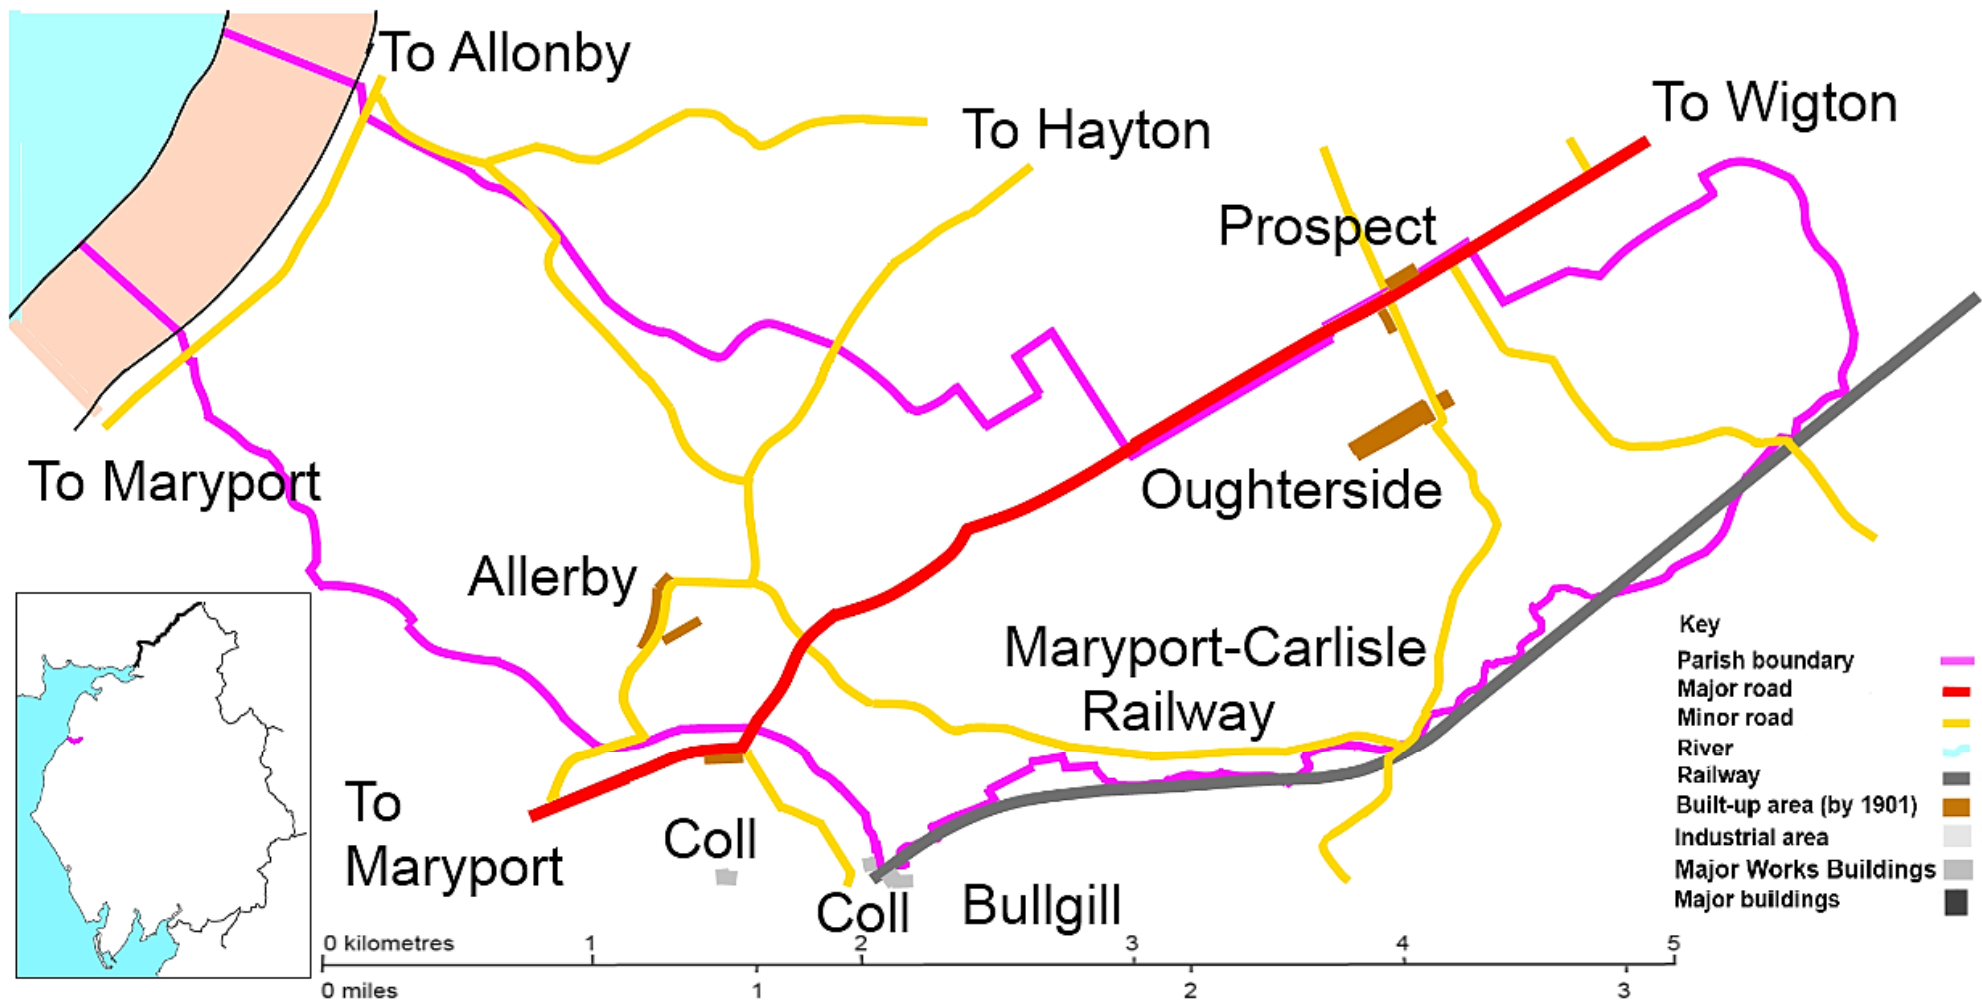 To Allonby
To Wigton
To Hayton
Prospect
To Maryport
Oughterside
Allerby
Maryport-Carlisle
Railway
To
Maryport
Coll
Coll
Bullgill
Key
Parish boundary
Major road
Minor road
River
Railway
Built-up area (by 1901)
Industrial area
Major Works Buildings
Major buildings
0 kilometres 1 2 3 4 5
0 miles 1 2 3